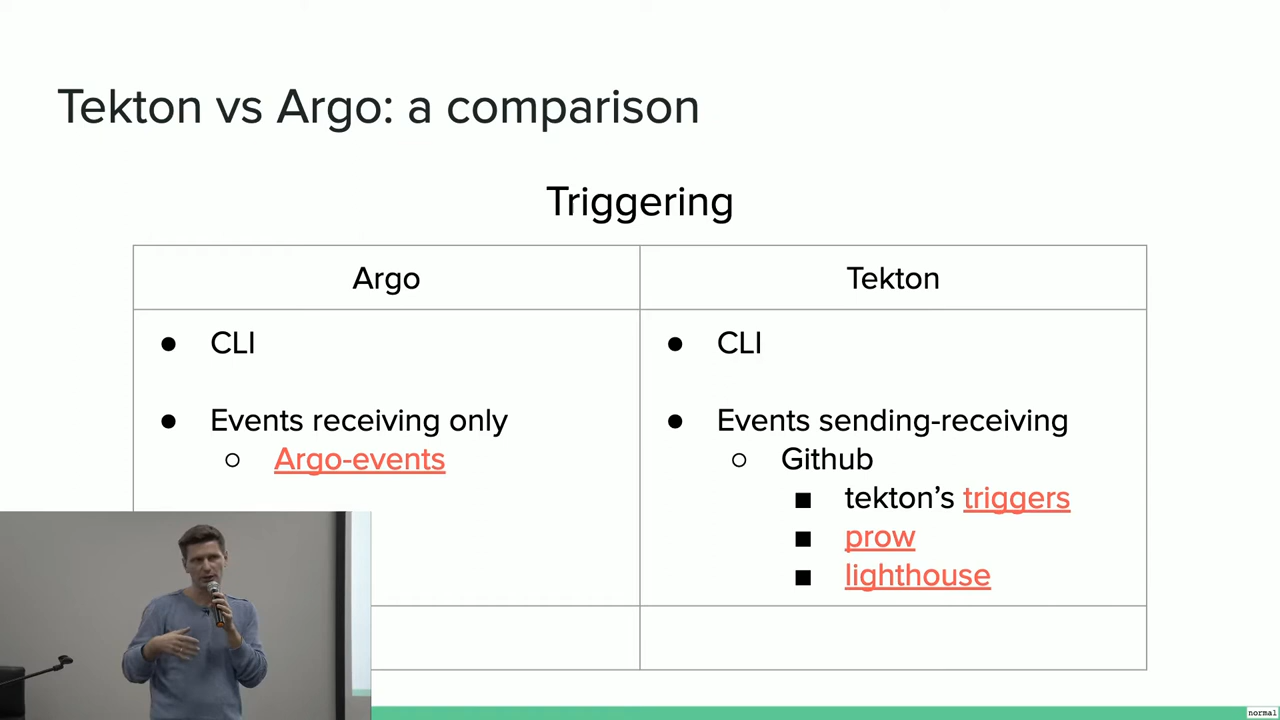 Tekton vs Argo: a comparison
Triggering
Argo
Tekton
● CLI
● Events receiving only
○ Argo-events
● CLI
● Events sending-receiving
○ Github
■ tekton’s triggers
■ prow
■ lighthouse
normal